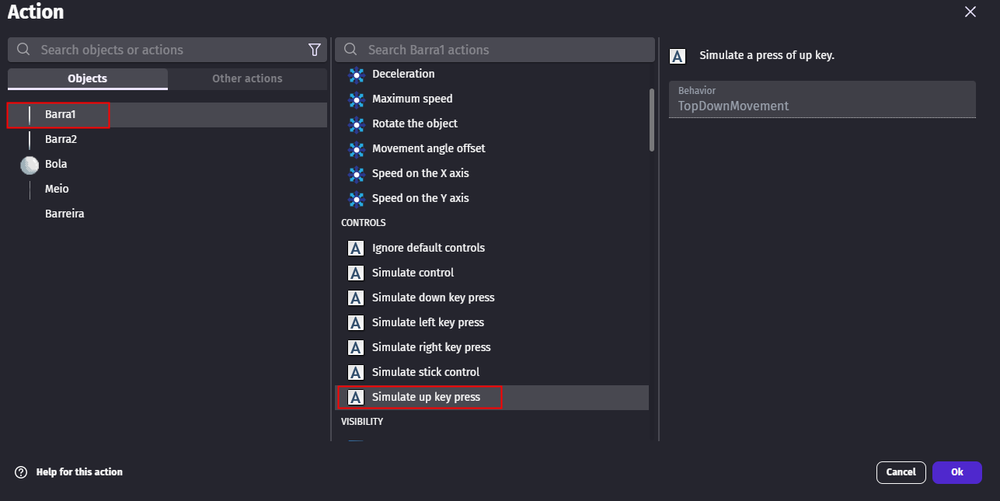 Action
Search objects or actions
Objects
Other actions
Barra1
Barra2
Bola
Meio
Barreira
Search Barra1 actions
Deceleration
Maximum speed
Rotate the object
Movement angle offset
Speed on the X axis
Speed on the Y axis
CONTROLS
A Ignore default controls
A Simulate control
A Simulate down key press
A Simulate left key press
A Simulate right key press
A Simulate stick control
A Simulate up key press
VISIBILITY
A Simulate a press of up key.
Behavior
TopDownMovement
? Help for this action
Cancel
Ok